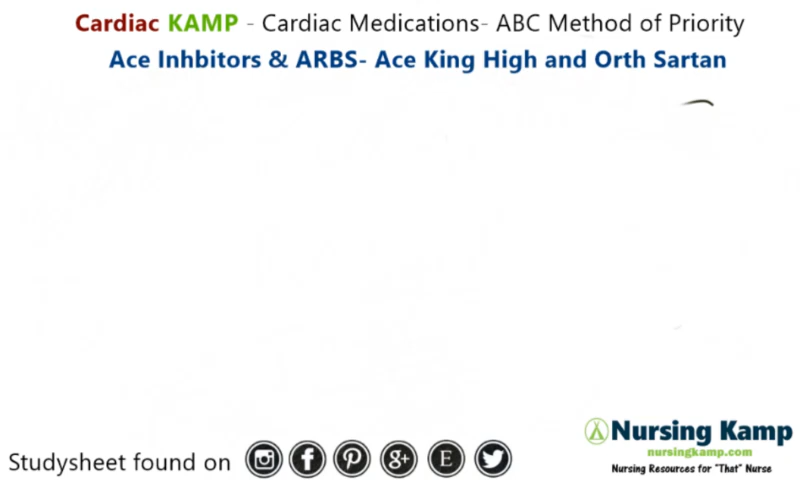 Cardiac KAMP - Cardiac Medications- ABC Method of Priority
Ace Inhbitors & ARBS- Ace King High and Orth Sartan
Nursing Kamp
nursingkamp.com
Nursing Resources for "That" Nurse
Studysheet found on